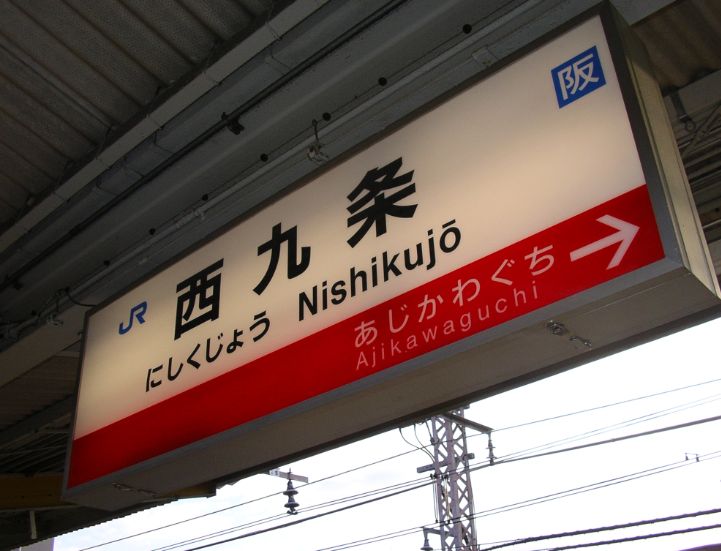 阪
JR 西九条
にしくじょう Nishikujō
あじかわぐち
Ajikawaguchi